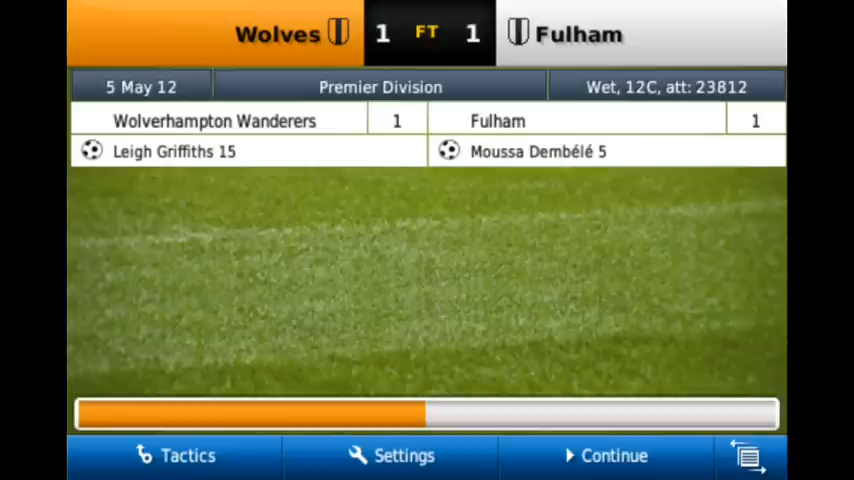 Wolves 1 FT 1 Fulham
5 May 12 Premier Division Wet, 12C, att: 23812
Wolverhampton Wanderers 1 Fulham 1
Leigh Griffiths 15 Moussa Dembélé 5
Tactics Settings Continue